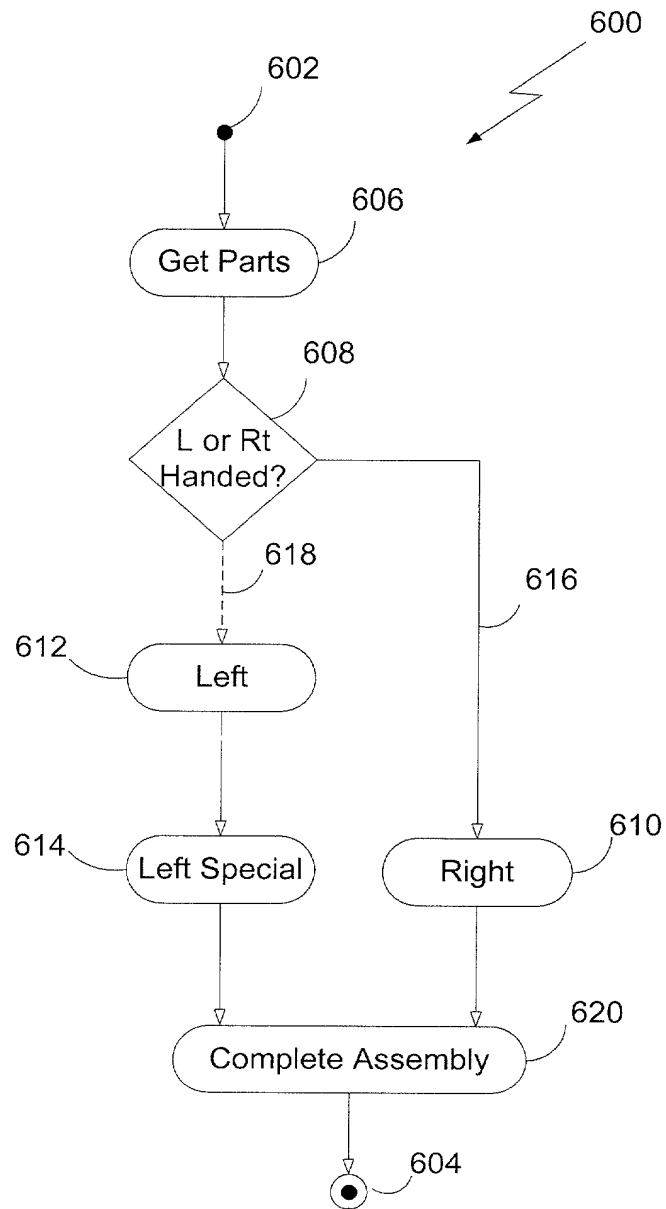 600
602
606
Get Parts
608
L or Rt
Handed?
618
616
612
Left
614
Left Special
610
Right
620
Complete Assembly
604